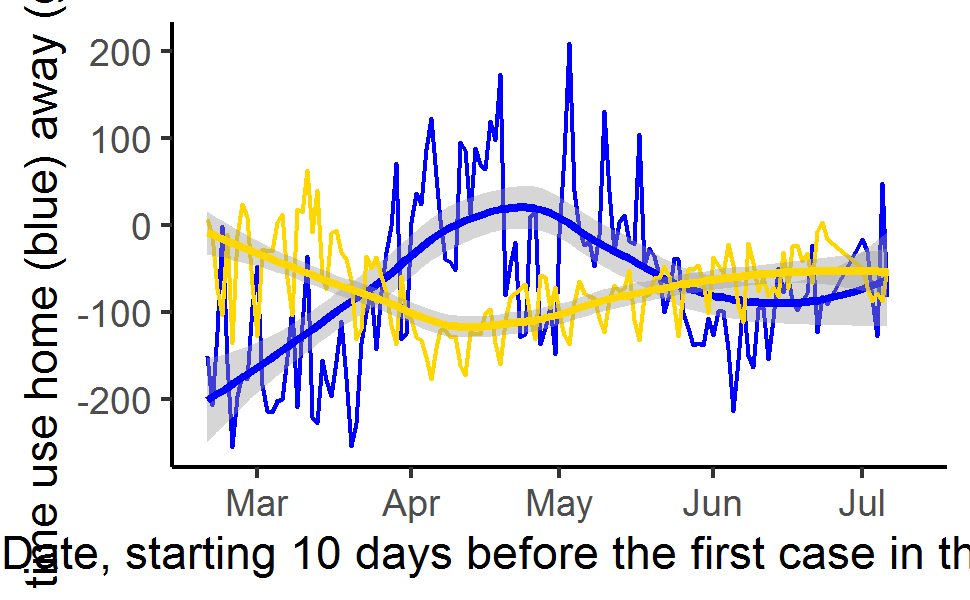 time use home (blue) away (
200
100
0
-100
-200
Mar Apr May Jun Jul
Date, starting 10 days before the first case in th